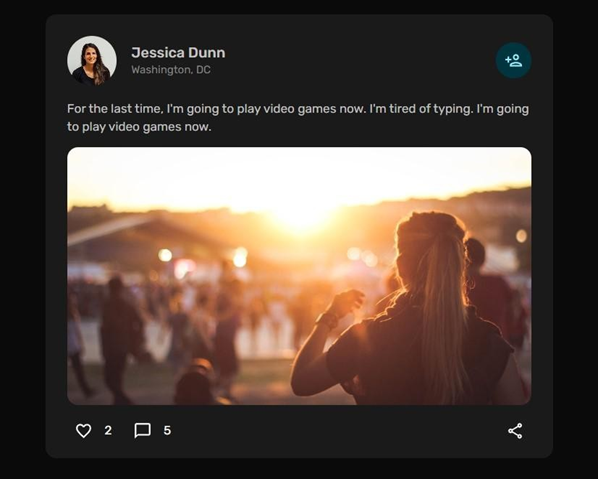 Jessica Dunn
Washington, DC
For the last time, I'm going to play video games now. I'm tired of typing. I'm going
to play video games now.
2 5